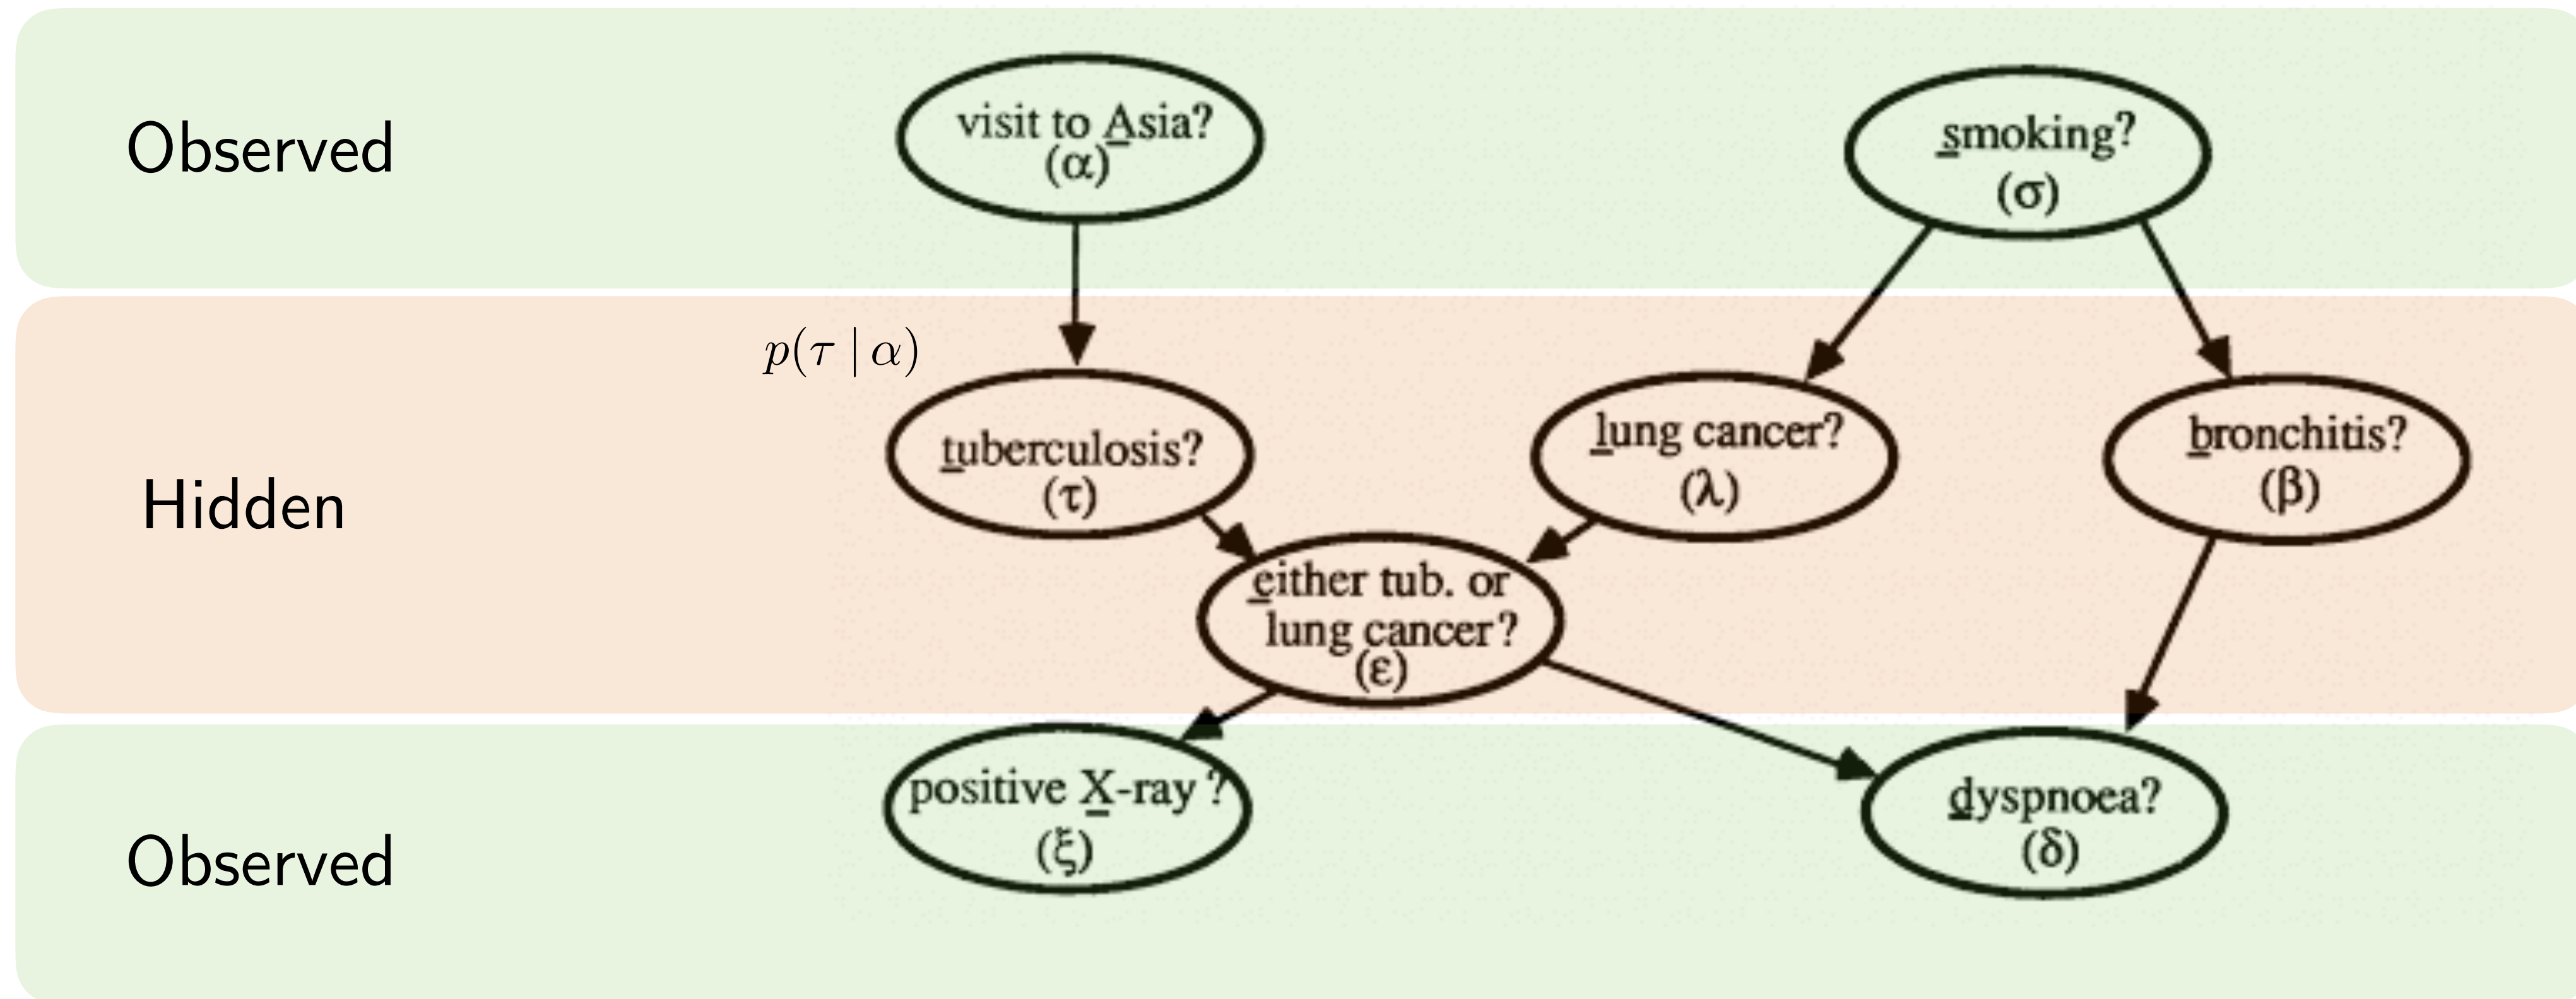 Observed
visit to Asia?
(α)
smoking?
(σ)
p(τ | α)
Hidden
tuberculosis?
(τ)
lung cancer?
(λ)
bronchitis?
(β)
either tub. or
lung cancer?
(ε)
Observed
positive X-ray ?
(ξ)
dyspnoea?
(δ)